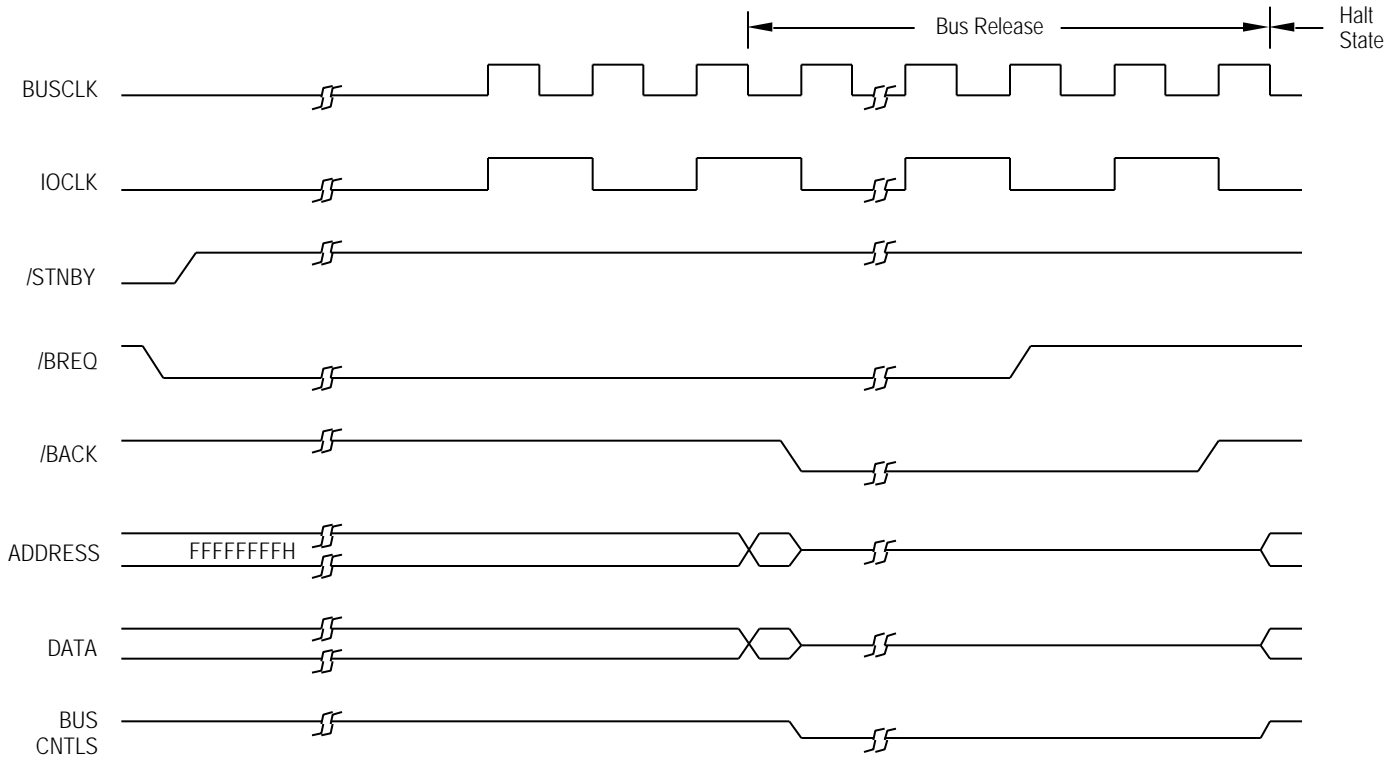 Bus Release
Halt
State
BUSCLK
IOCLK
/STNBY
/BREQ
/BACK
ADDRESS
FFFFFFFFH
DATA
BUS
CNTLS